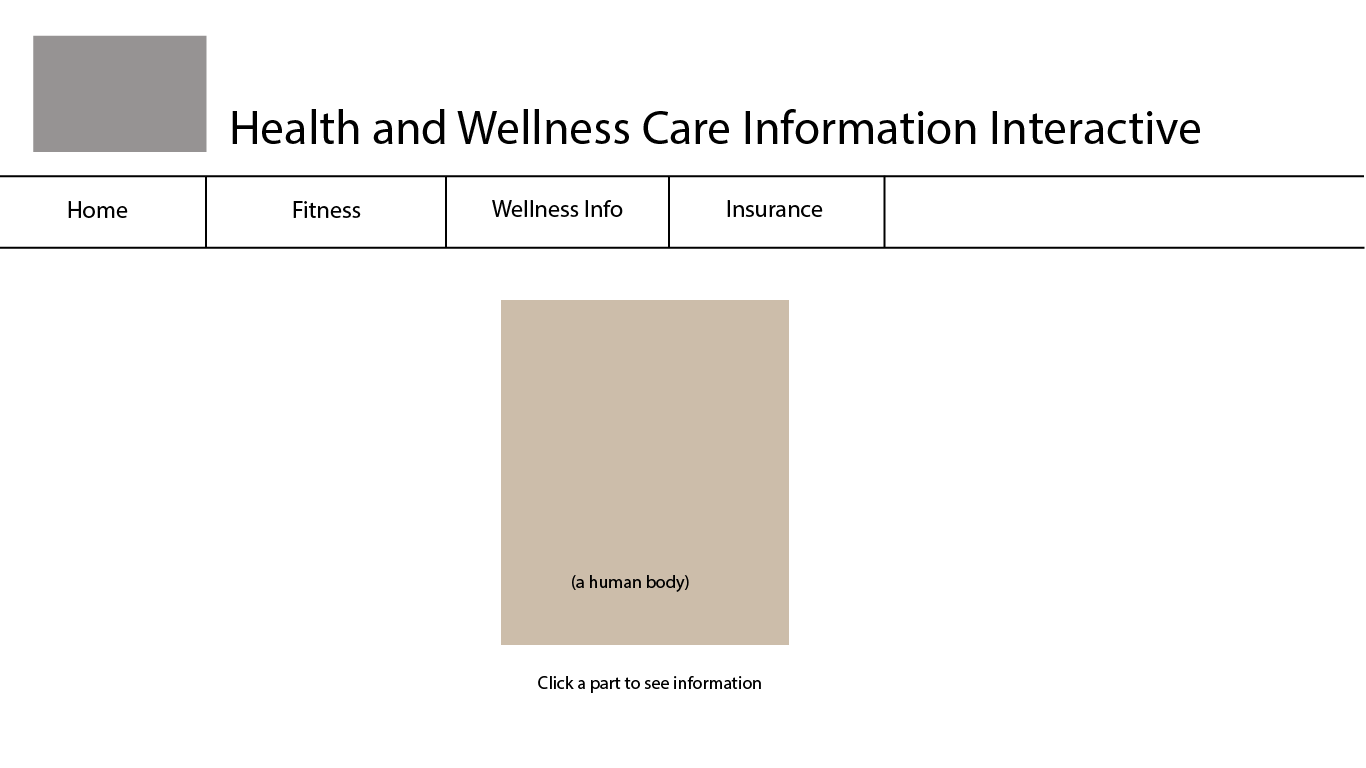 Health and Wellness Care Information Interactive
Home
Fitness
Wellness Info
Insurance
(a human body)
Click a part to see information